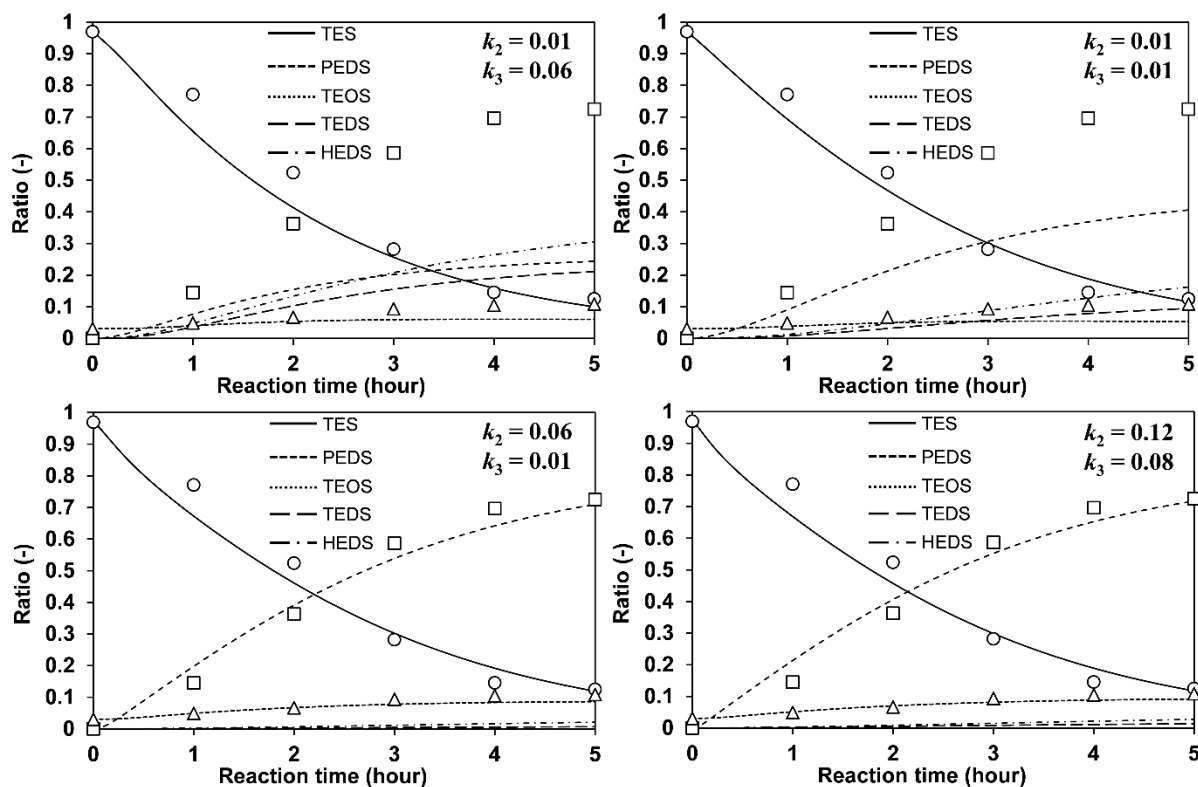 1
0.9
0.8
0.7
0.6
0.5
0.4
0.3
0.2
0.1
0
Ratio (-)
TES
PEDS
TEOS
TEDS
HEDS
k2 = 0.01
k3 = 0.06
0 1 2 3 4 5
Reaction time (hour)
1
0.9
0.8
0.7
0.6
0.5
0.4
0.3
0.2
0.1
0
Ratio (-)
TES
PEDS
TEOS
TEDS
HEDS
k2 = 0.01
k3 = 0.01
0 1 2 3 4 5
Reaction time (hour)
1
0.9
0.8
0.7
0.6
0.5
0.4
0.3
0.2
0.1
0
Ratio (-)
TES
PEDS
TEOS
TEDS
HEDS
k2 = 0.06
k3 = 0.01
0 1 2 3 4 5
Reaction time (hour)
1
0.9
0.8
0.7
0.6
0.5
0.4
0.3
0.2
0.1
0
Ratio (-)
TES
PEDS
TEOS
TEDS
HEDS
k2 = 0.12
k3 = 0.08
0 1 2 3 4 5
Reaction time (hour)